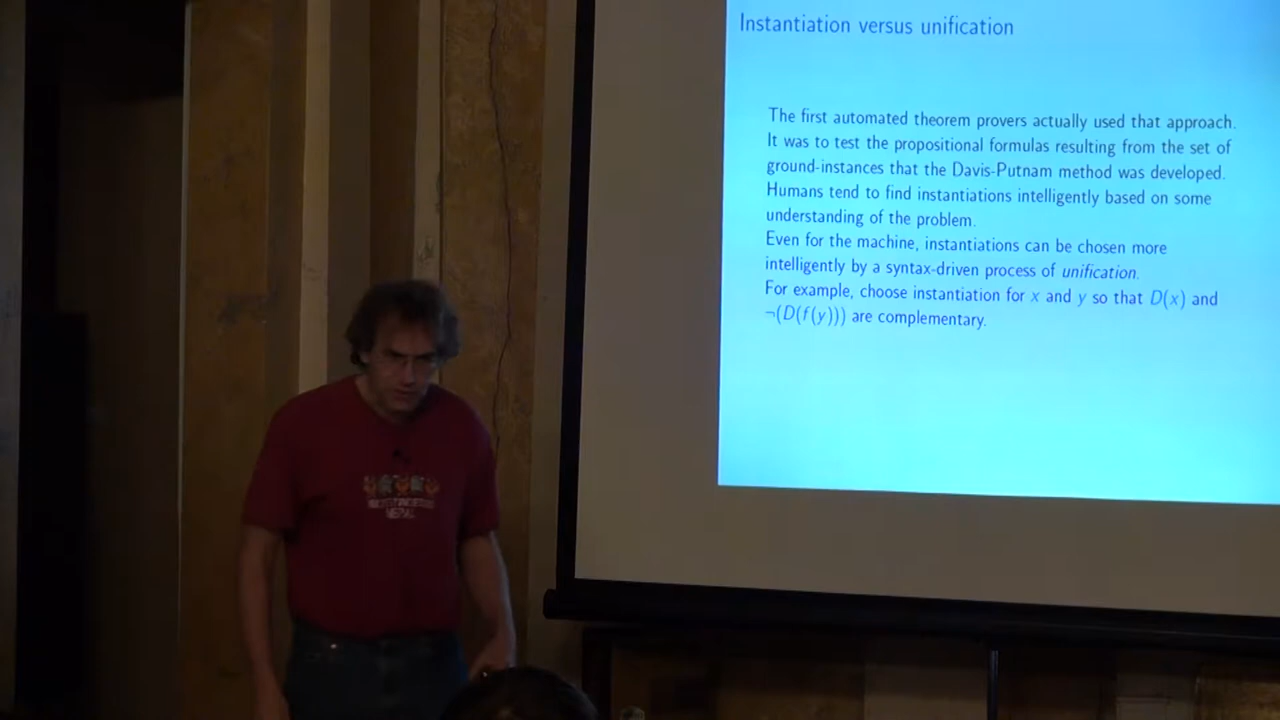 Instantiation versus unification
The first automated theorem provers actually used that approach.
It was to test the propositional formulas resulting from the set of
ground-instances that the Davis-Putnam method was developed.
Humans tend to find instantiations intelligently based on some
understanding of the problem.
Even for the machine, instantiations can be chosen more
intelligently by a syntax-driven process of unification.
For example, choose instantiation for x and y so that D(x) and
¬(D(f(y))) are complementary.